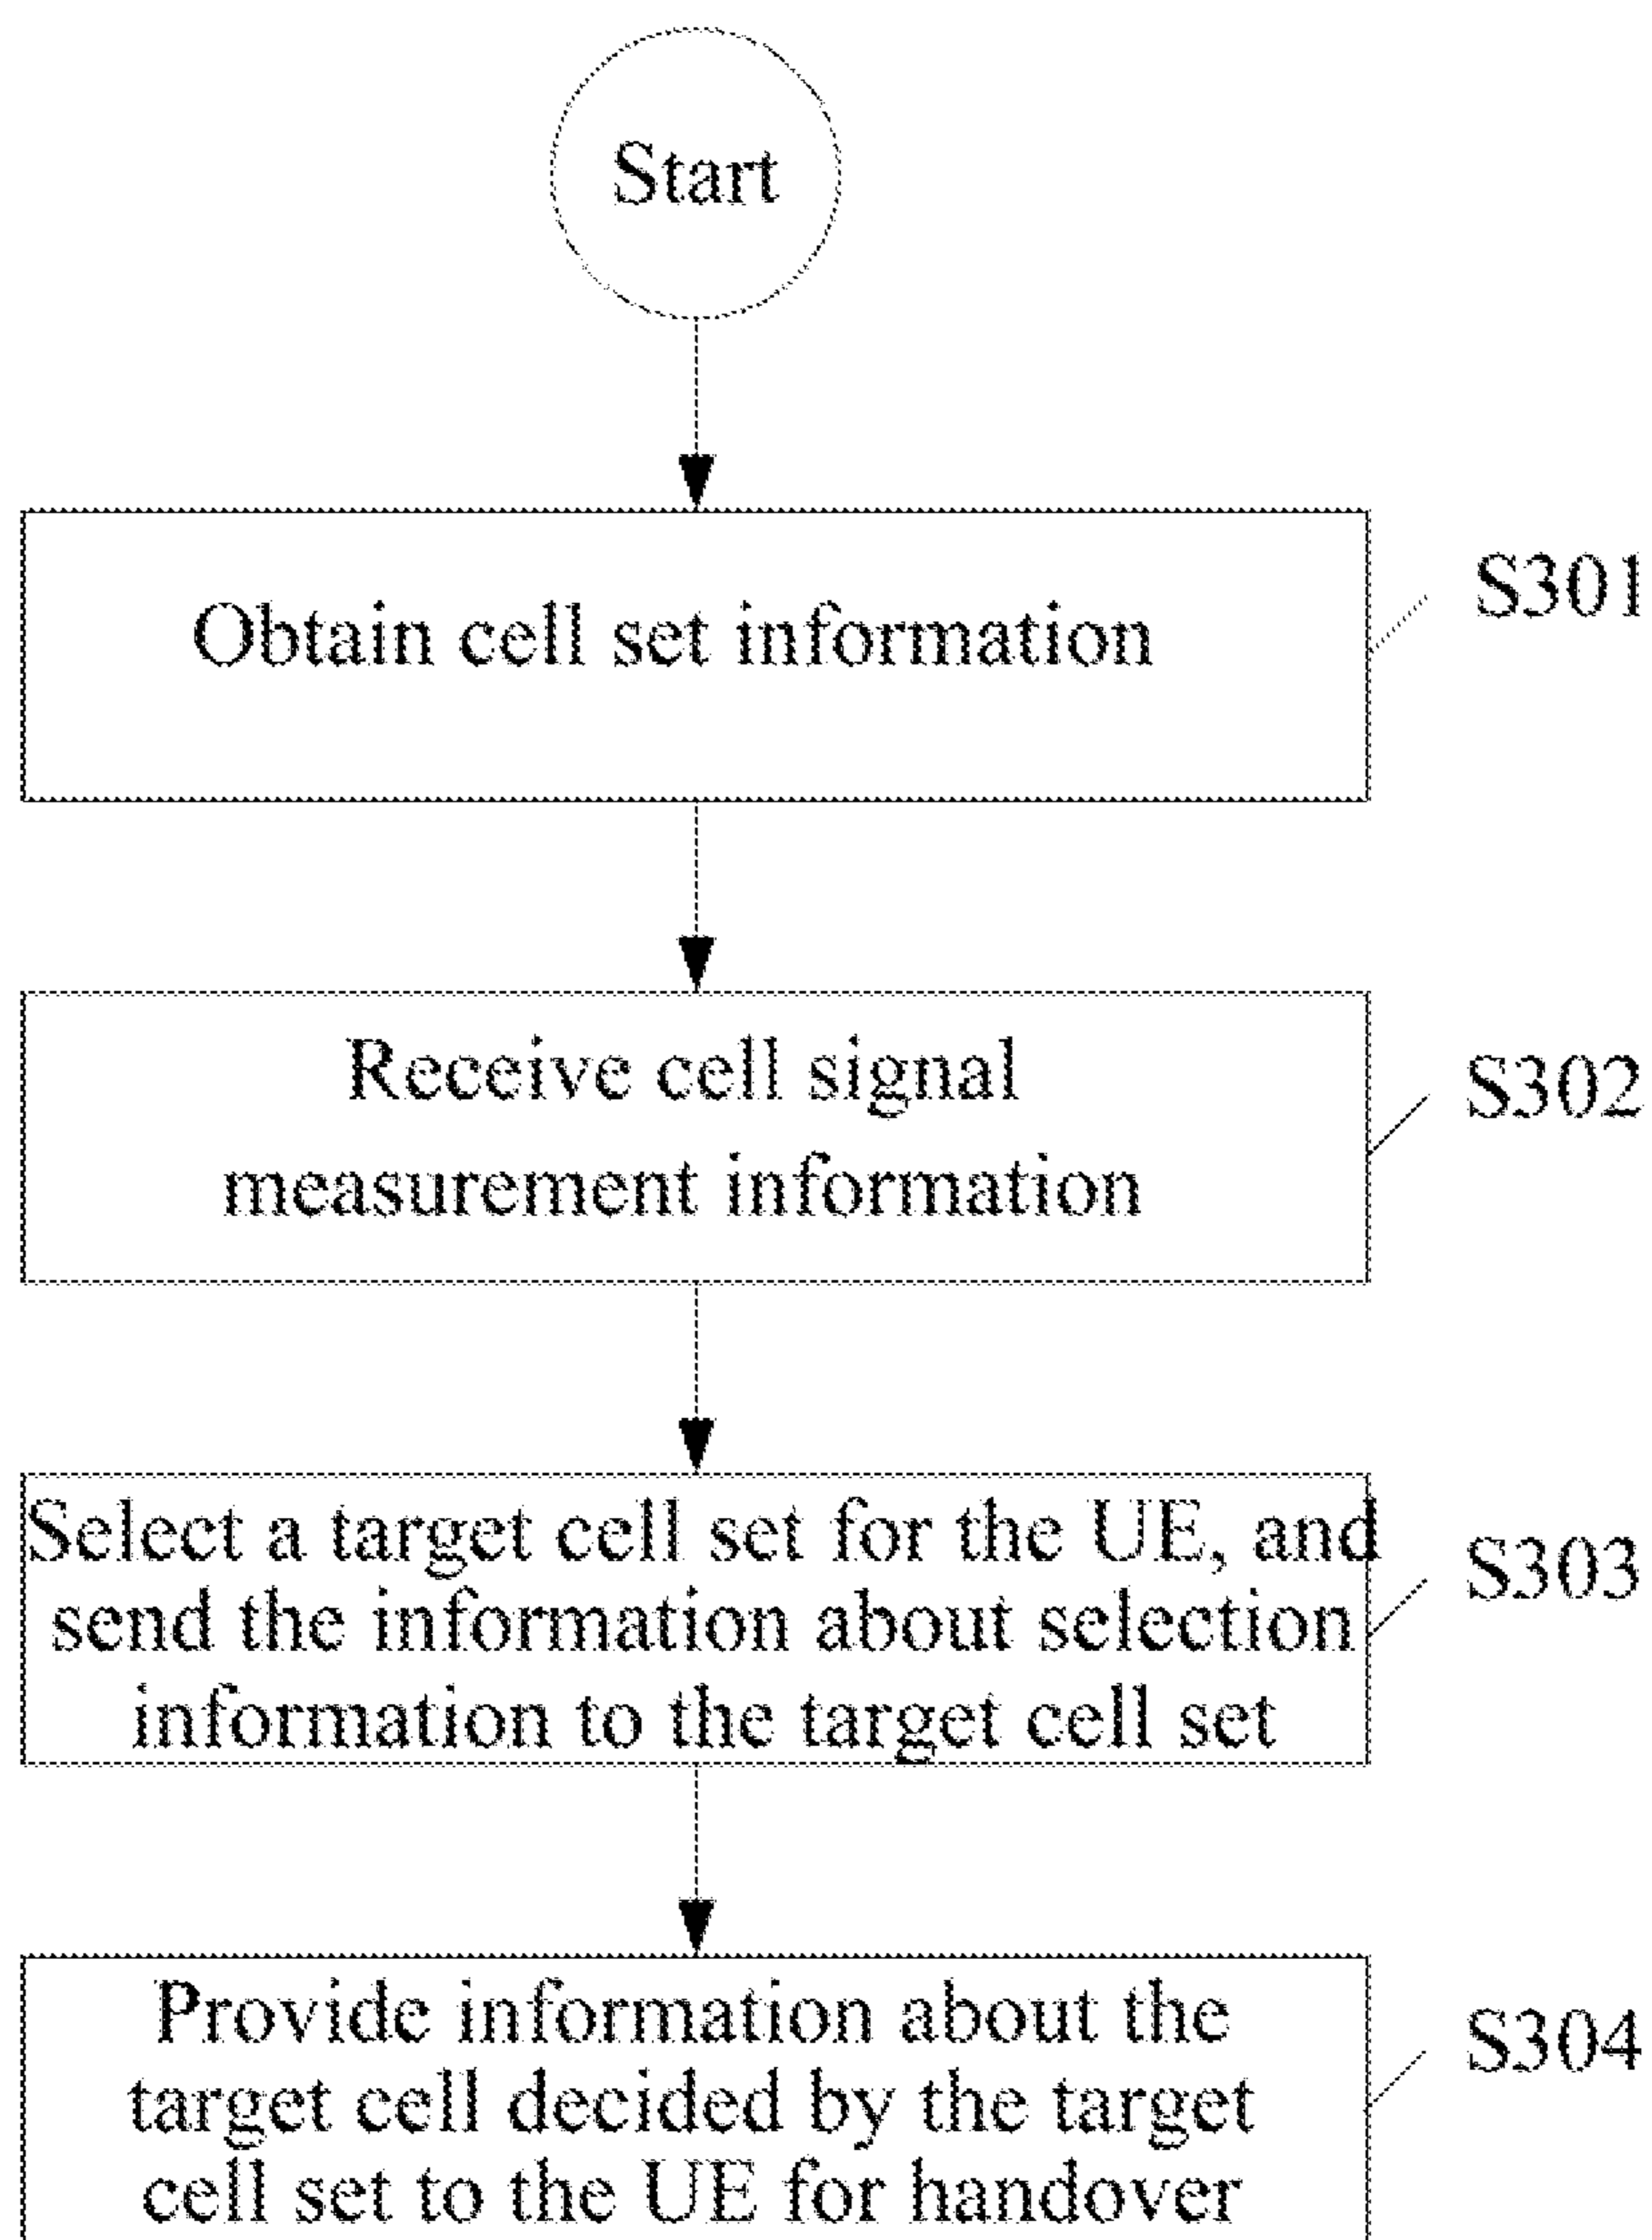 Start
Obtain cell set information
S301
Receive cell signal
measurement information
S302
Select a target cell set for the UE, and
send the information about selection
information to the target cell set
S303
Provide information about the
target cell decided by the target
cell set to the UE for handover
S304